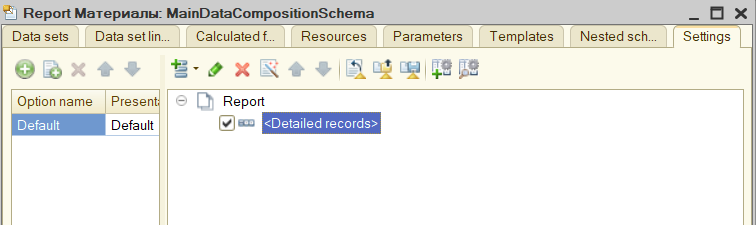 Report Материалы: MainDataCompositionSchema
Data sets Data set lin... Calculated f... Resources Parameters Templates Nested sch... Settings
Option name Presenta
Default Default
Report
<Detailed records>